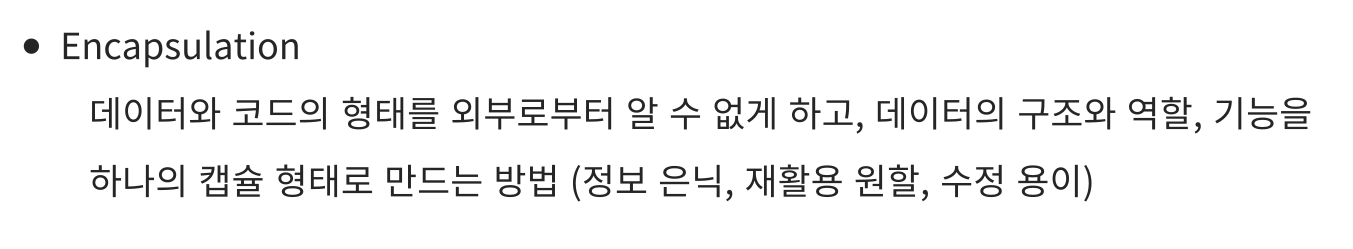 • Encapsulation
데이터와 코드의 형태를 외부로부터 알 수 없게 하고, 데이터의 구조와 역할, 기능을
하나의 캡슐 형태로 만드는 방법 (정보 은닉, 재활용 원할, 수정 용이)